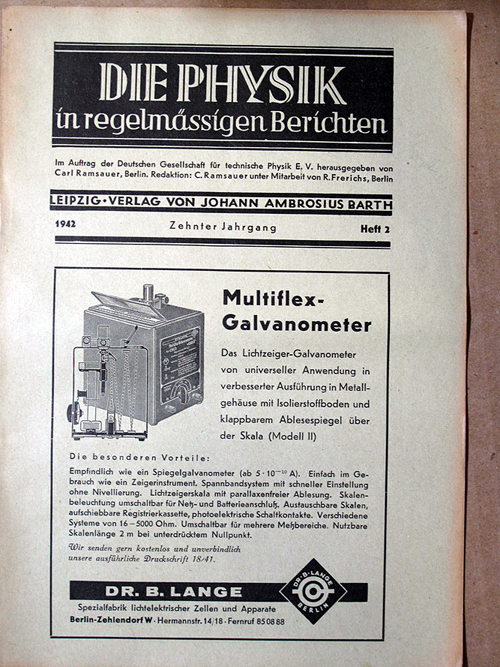 DIE PHYSIK
in regelmässigen Berichten
Im Auftrag der Deutschen Gesellschaft für technische Physik E. V. herausgegeben von
Carl Ramsauer, Berlin. Redaktion: C. Ramsauer unter Mitarbeit von R. Frerichs, Berlin
LEIPZIG · VERLAG VON JOHANN AMBROSIUS BARTH
1942 Zehnter Jahrgang Heft 2
Multiflex-
Galvanometer
Das Lichtzeiger-Galvanometer
von universeller Anwendung in
verbesserter Ausführung in Metall-
gehäuse mit Isolierstoffboden und
klappbarem Ablesespiegel über
der Skala (Modell II)
Die besonderen Vorteile:
Empfindlich wie ein Spiegelgalvanometer (ab 5 · 10⁻¹⁰ A). Einfach im Ge-
brauch wie ein Zeigerinstrument. Spannbandsystem mit schneller Einstellung
ohne Nivellierung. Lichtzeigerskala mit parallaxenfreier Ablesung. Skalen-
beleuchtung umschaltbar für Netz- und Batterieanschluß. Austauschbare Skalen,
aufschiebbare Registrierkassette, photoelektrische Schaltkontakte. Verschiedene
Systeme von 16–5000 Ohm. Umschaltbar für mehrere Meßbereiche. Nutzbare
Skalenlänge 2 m bei unterdrücktem Nullpunkt.
Wir senden gern kostenlos und unverbindlich
unsere ausführliche Druckschrift 18/41.
DR. B. LANGE
DR. B. LANGE
BERLIN
Spezialfabrik lichtelektrischer Zellen und Apparate
Berlin-Zehlendorf W · Hermannstr. 14/18 · Fernruf 85 08 88